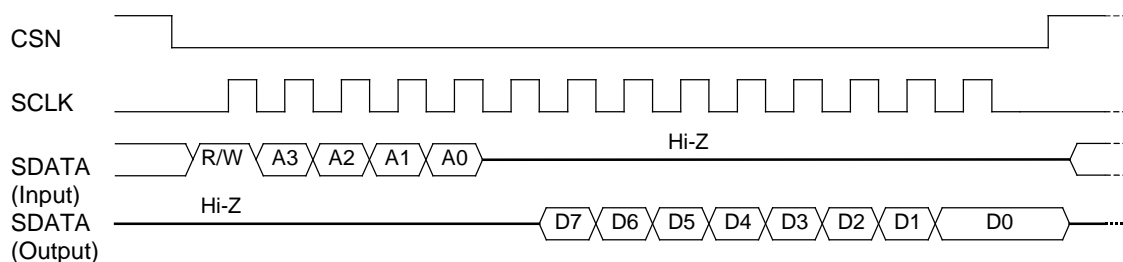 CSN
SCLK
Hi-Z
SDATA
(Input)
R/W A3 A2 A1 A0
Hi-Z
SDATA
(Output)
D7 D6 D5 D4 D3 D2 D1 D0